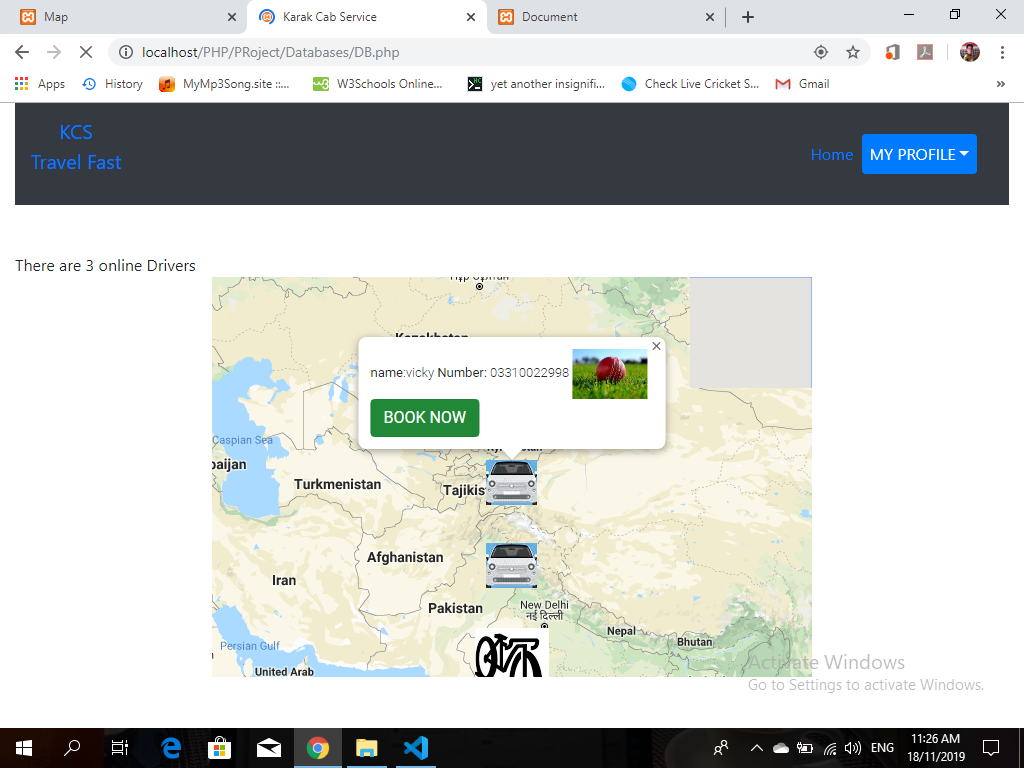 Map
Karak Cab Service
Document
localhost/PHP/PRoject/Databases/DB.php
Apps
History
MyMp3Song.site ::...
W3Schools Online...
yet another insignifi...
Check Live Cricket S...
Gmail
»
KCS
Travel Fast
Home
MY PROFILE
There are 3 online Drivers
name:vicky Number: 03310022998
BOOK NOW
Caspian Sea
baijan
Turkmenistan
Tajikis
Afghanistan
Iran
Pakistan
New Delhi
नई दिल्ली
Nepal
Bhutan
Persian Gulf
United Arab
Activate Windows
Go to Settings to activate Windows.
ENG
11:26 AM
18/11/2019